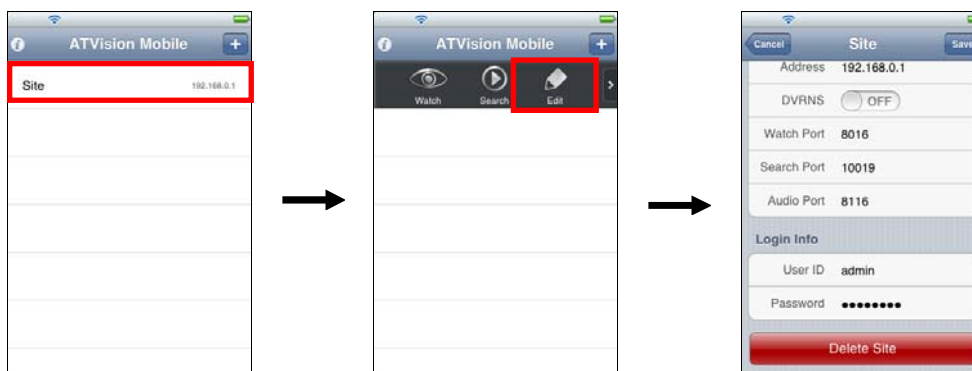 ATVision Mobile
+
Site 192.168.0.1
ATVision Mobile
+
Watch Search Edit
Cancel Site Save
Address 192.168.0.1
DVRNS OFF
Watch Port 8016
Search Port 10019
Audio Port 8116
Login Info
User ID admin
Password ••••••••
Delete Site